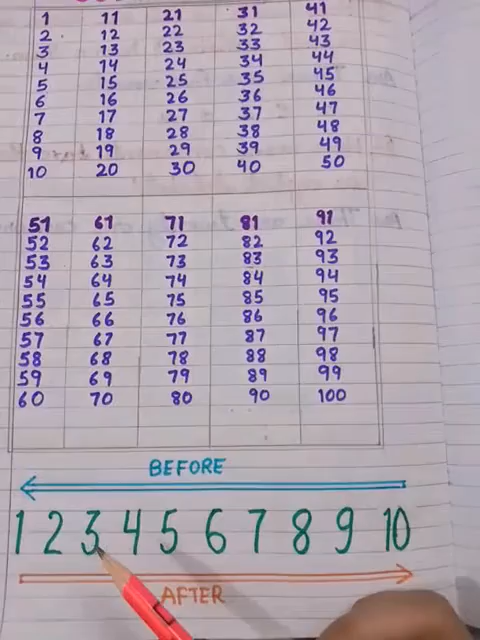 1 11 21 31 41
2 12 22 32 42
3 13 23 33 43
4 14 24 34 44
5 15 25 35 45
6 16 26 36 46
7 17 27 37 47
8 18 28 38 48
9 19 29 39 49
10 20 30 40 50
51 61 71 81 91
52 62 72 82 92
53 63 73 83 93
54 64 74 84 94
55 65 75 85 95
56 66 76 86 96
57 67 77 87 97
58 68 78 88 98
59 69 79 89 99
60 70 80 90 100
BEFORE
1 2 3 4 5 6 7 8 9 10
AFTER